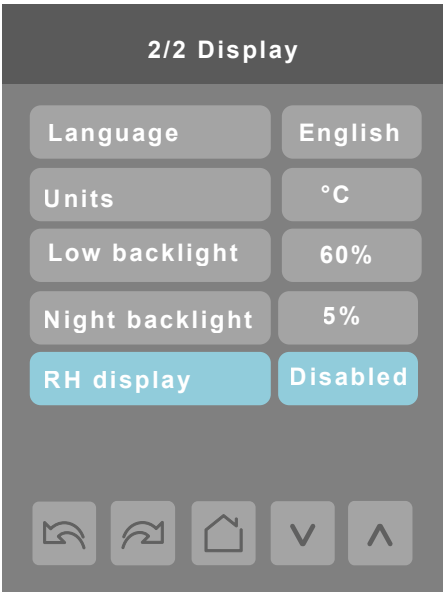 2/2 Display
Language English
Units °C
Low backlight 60%
Night backlight 5%
RH display Disabled